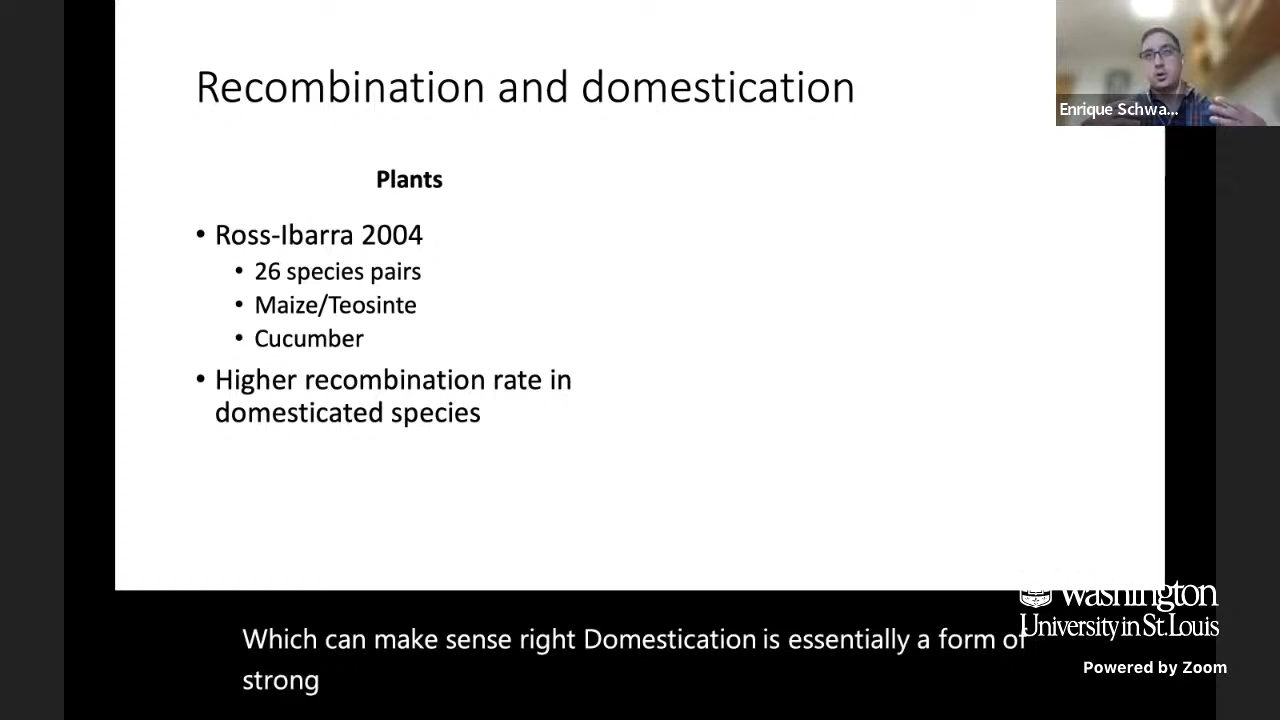 Recombination and domestication
Enrique Schwa...
Plants
• Ross-Ibarra 2004
• 26 species pairs
• Maize/Teosinte
• Cucumber
• Higher recombination rate in
domesticated species
Washington
University in St. Louis
Which can make sense right Domestication is essentially a form of
strong
Powered by Zoom